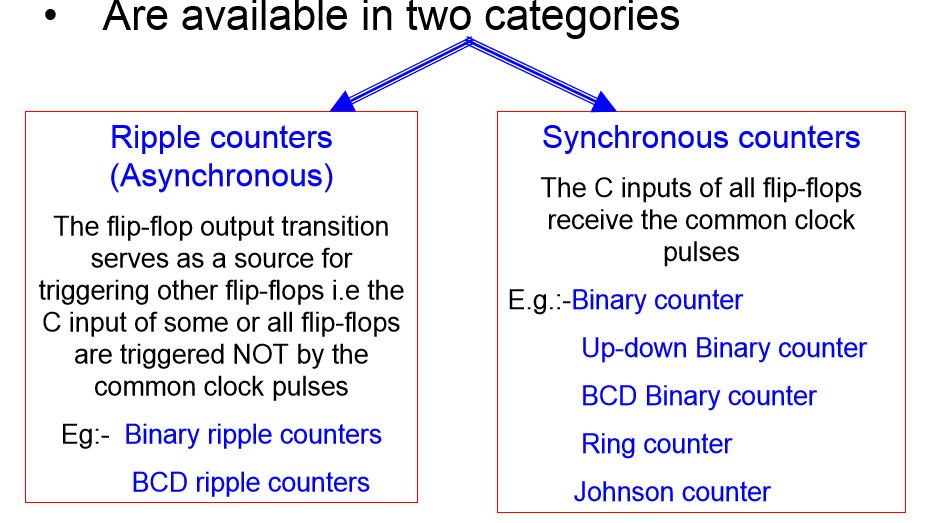 • Are available in two categories
Ripple counters
(Asynchronous)
The flip-flop output transition
serves as a source for
triggering other flip-flops i.e the
C input of some or all flip-flops
are triggered NOT by the
common clock pulses
Eg:- Binary ripple counters
BCD ripple counters
Synchronous counters
The C inputs of all flip-flops
receive the common clock
pulses
E.g.:-Binary counter
Up-down Binary counter
BCD Binary counter
Ring counter
Johnson counter